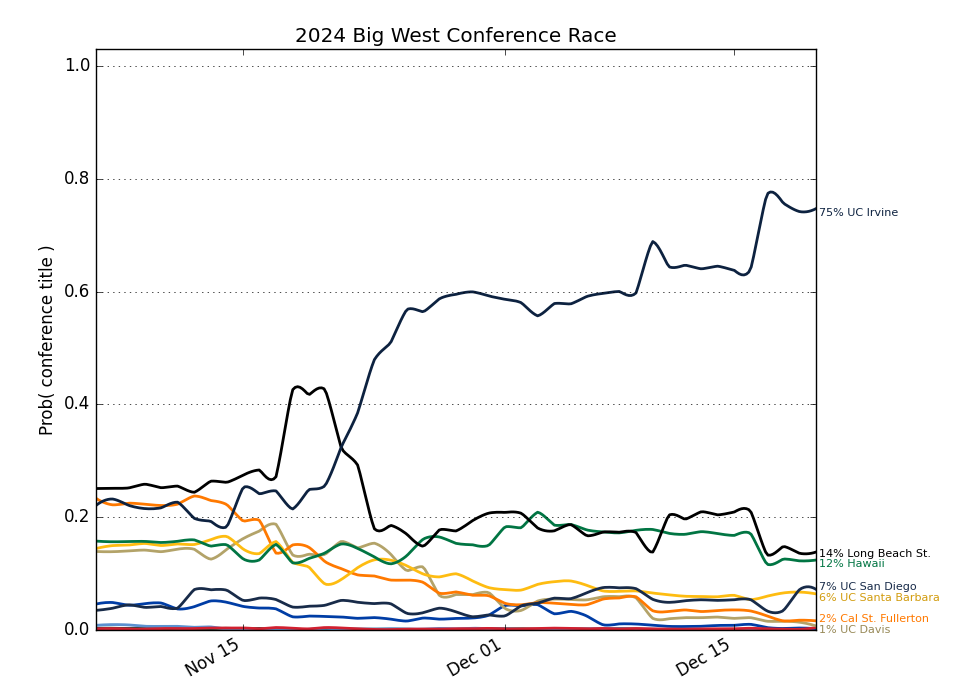 2024 Big West Conference Race
Prob( conference title )
1.0
0.8
0.6
0.4
0.2
0.0
Nov 15
Dec 01
Dec 15
75% UC Irvine
14% Long Beach St.
12% Hawaii
7% UC San Diego
6% UC Santa Barbara
2% Cal St. Fullerton
1% UC Davis